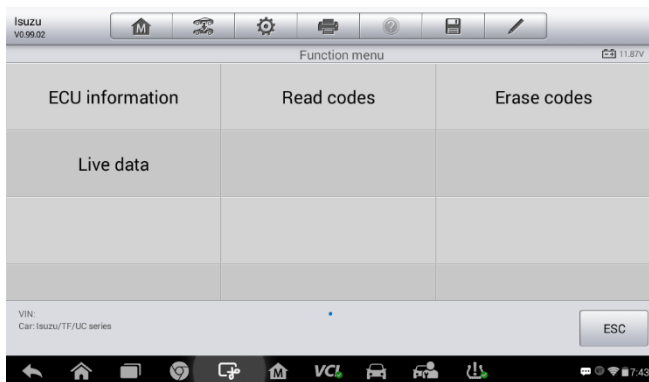 Isuzu
V0.99.02
M
?
Function menu
11.87V
ECU information
Read codes
Erase codes
Live data
VIN:
Car: Isuzu/TF/UC series
ESC
M
VCI
7:43